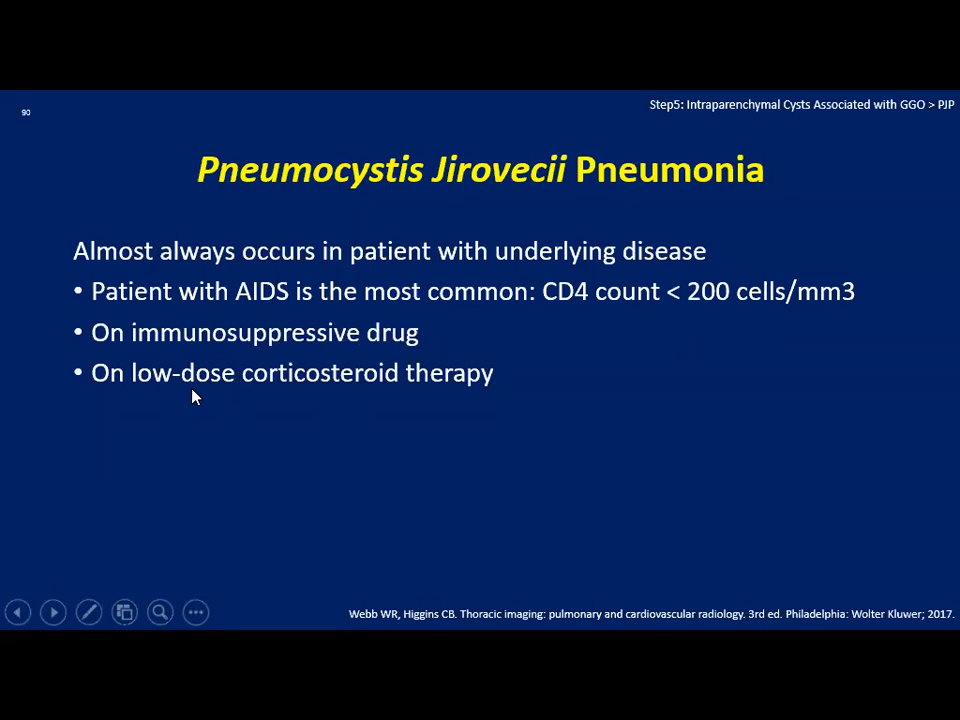 Step5: Intraparenchymal Cysts Associated with GGO > PJP
90
Pneumocystis Jirovecii Pneumonia
Almost always occurs in patient with underlying disease
• Patient with AIDS is the most common: CD4 count < 200 cells/mm3
• On immunosuppressive drug
• On low-dose corticosteroid therapy
Webb WR, Higgins CB. Thoracic imaging: pulmonary and cardiovascular radiology. 3rd ed. Philadelphia: Wolter Kluwer; 2017.